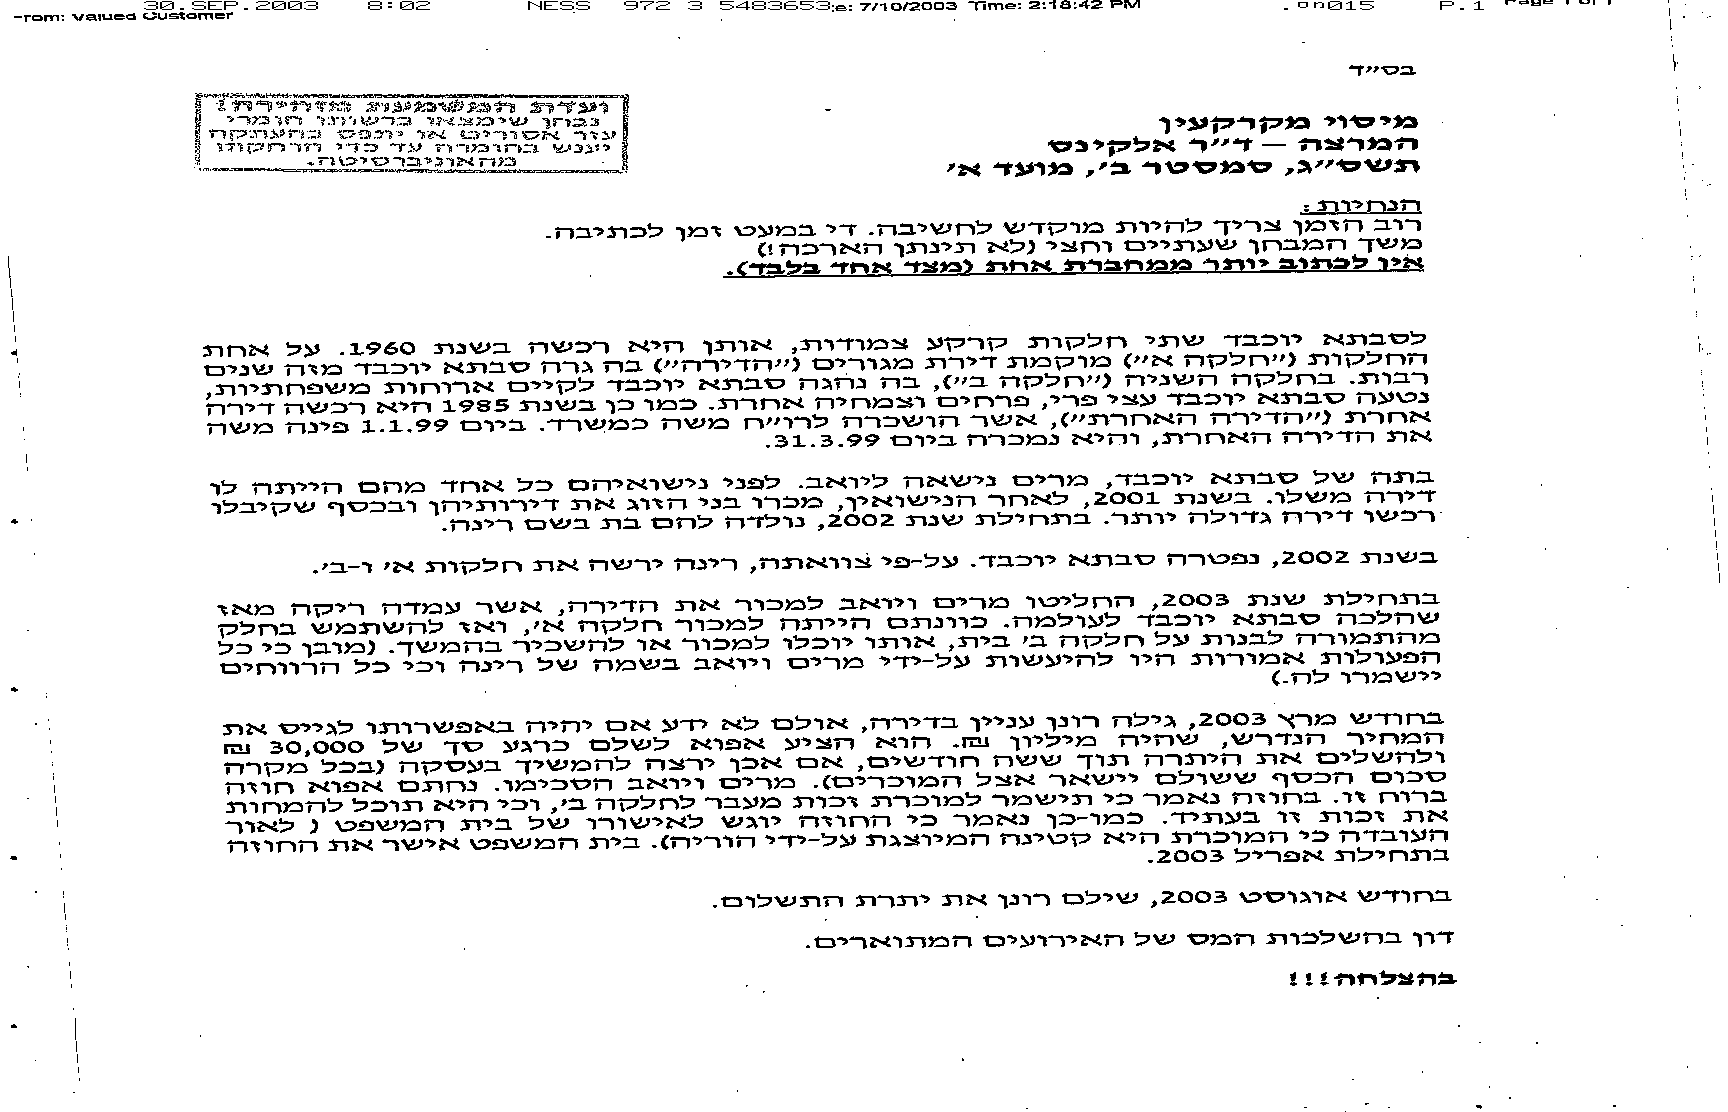 30.SEP.2003 8:02 NESS 972 3 5483653 e: 7/10/2003 Time: 2:18:42 PM P.1 Page 1 of 1
From: Valued Customer
בס״ד
ועדת המשמעת מזהירה!
נבחן שימצאו ברשותו חומרי
עזר אסורים או יתפס בהעתקה
יענש בחומרה עד כדי הרחקתו
מהאוניברסיטה.
מיסוי מקרקעין
המרצה – ד״ר אלקינס
תשס״ג, סמסטר ב׳, מועד א׳
הנחיות:
רוב הזמן צריך להיות מוקדש לחשיבה. די במעט זמן לכתיבה.
משך המבחן שעתיים וחצי (לא תינתן הארכה!)
אין לכתוב יותר ממחברת אחת (מצד אחד בלבד).
לסבתא יוכבד שתי חלקות קרקע צמודות, אותן היא רכשה בשנת 1960. על אחת
החלקות (״חלקה א״) מוקמת דירת מגורים (״הדירה״) בה גרה סבתא יוכבד מזה שנים
רבות. בחלקה השניה (״חלקה ב״), בה נהגה סבתא יוכבד לקיים ארוחות משפחתיות,
נטעה סבתא יוכבד עצי פרי, פרחים וצמחיה אחרת. כמו כן בשנת 1985 היא רכשה דירה
אחרת (״הדירה האחרת״), אשר הושכרה לרו״ח משה כמשרד. ביום 1.1.99 פינה משה
את הדירה האחרת, והיא נמכרה ביום 31.3.99.
בתה של סבתא יוכבד, מרים נישאה ליואב. לפני נישואיהם כל אחד מהם הייתה לו
דירה משלו. בשנת 2001, לאחר הנישואין, מכרו בני הזוג את דירותיהן ובכסף שקיבלו
רכשו דירה גדולה יותר. בתחילת שנת 2002, נולדה להם בת בשם רינה.
בשנת 2002, נפטרה סבתא יוכבד. על-פי צוואתה, רינה ירשה את חלקות א׳ ו-ב׳.
בתחילת שנת 2003, החליטו מרים ויואב למכור את הדירה, אשר עמדה ריקה מאז
שהלכה סבתא יוכבד לעולמה. כוונתם הייתה למכור חלקה א׳, ואז להשתמש בחלק
מהתמורה לבנות על חלקה ב׳ בית, אותו יוכלו למכור או להשכיר בהמשך. (מובן כי כל
הפעולות אמורות היו להיעשות על-ידי מרים ויואב בשמה של רינה וכי כל הרווחים
יישמרו לה.)
בחודש מרץ 2003, גילה רונן עניין בדירה, אולם לא ידע אם יהיה באפשרותו לגייס את
המחיר הנדרש, שהיה מיליון ₪. הוא הציע אפוא לשלם כרגע סך של 30,000 ₪
ולהשלים את היתרה תוך ששה חודשים, אם אכן ירצה להמשיך בעסקה (בכל מקרה
סכום הכסף ששולם יישאר אצל המוכרים). מרים ויואב הסכימו. נחתם אפוא חוזה
ברוח זו. בחוזה נאמר כי תישמר למוכרת זכות מעבר לחלקה ב׳, וכי היא תוכל להמחות
את זכות זו בעתיד. כמו-כן נאמר כי החוזה יוגש לאישורו של בית המשפט ( לאור
העובדה כי המוכרת היא קטינה המיוצגת על-ידי הוריה). בית המשפט אישר את החוזה
בתחילת אפריל 2003.
בחודש אוגוסט 2003, שילם רונן את יתרת התשלום.
דון בהשלכות המס של האירועים המתוארים.
בהצלחה!!!